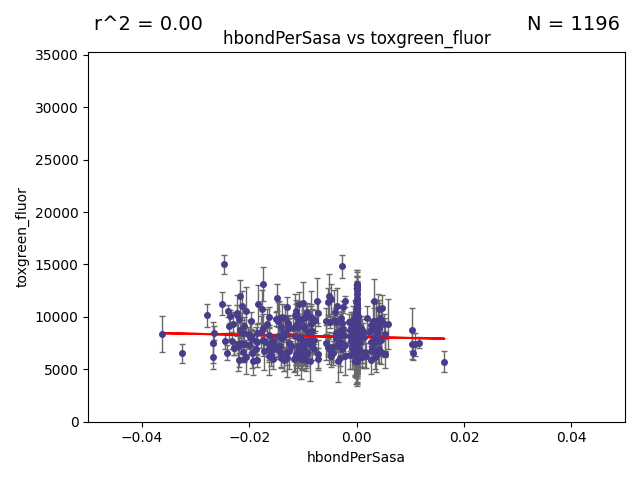 r^2 = 0.00
N = 1196
hbondPerSasa vs toxgreen_fluor
35000
30000
25000
20000
15000
10000
5000
0
toxgreen_fluor
−0.04
−0.02
0.00
0.02
0.04
hbondPerSasa